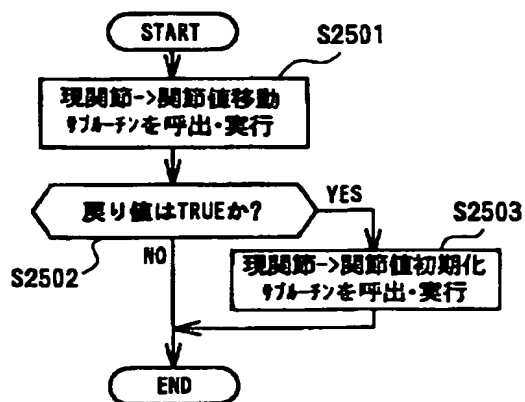 START
S2501
現関節->関節値移動
ｻﾌﾞﾙｰﾁﾝを呼出・実行
戻り値はTRUEか?
YES
S2502
NO
S2503
現関節->関節値初期化
ｻﾌﾞﾙｰﾁﾝを呼出・実行
END